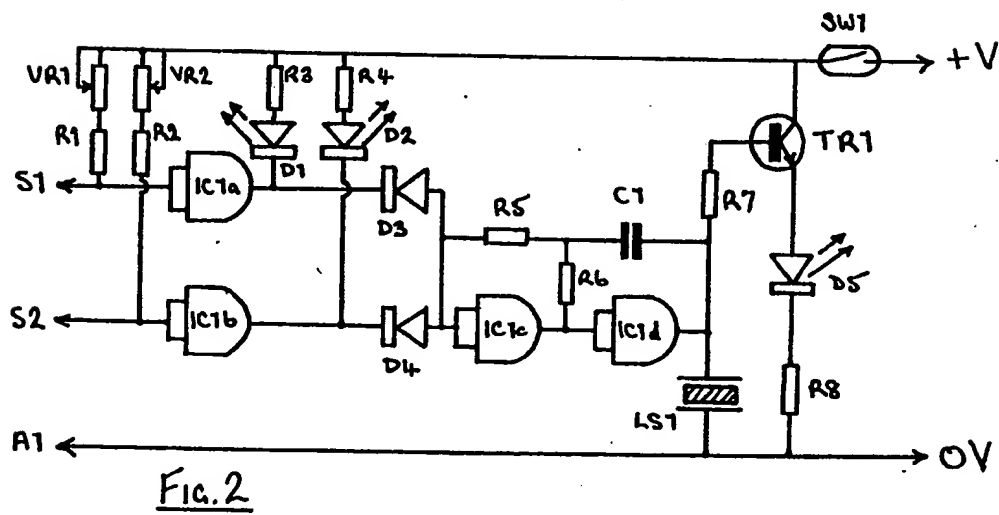 SW1
+V
VR1
VR2
R3
R4
R1
R2
D1
D2
TR1
S1
IC1a
D3
R5
C1
R7
R6
D5
S2
IC1b
D4
IC1c
IC1d
LS1
R8
A1
0V
FIG. 2